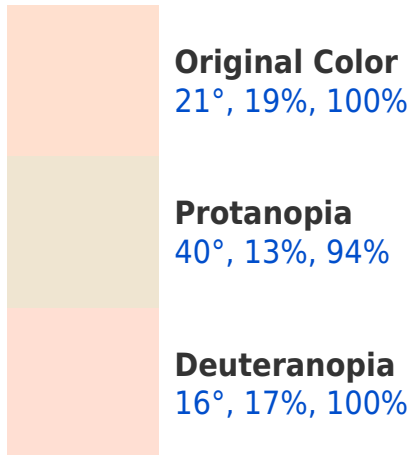 Original Color
21°, 19%, 100%
Protanopia
40°, 13%, 94%
Deuteranopia
16°, 17%, 100%